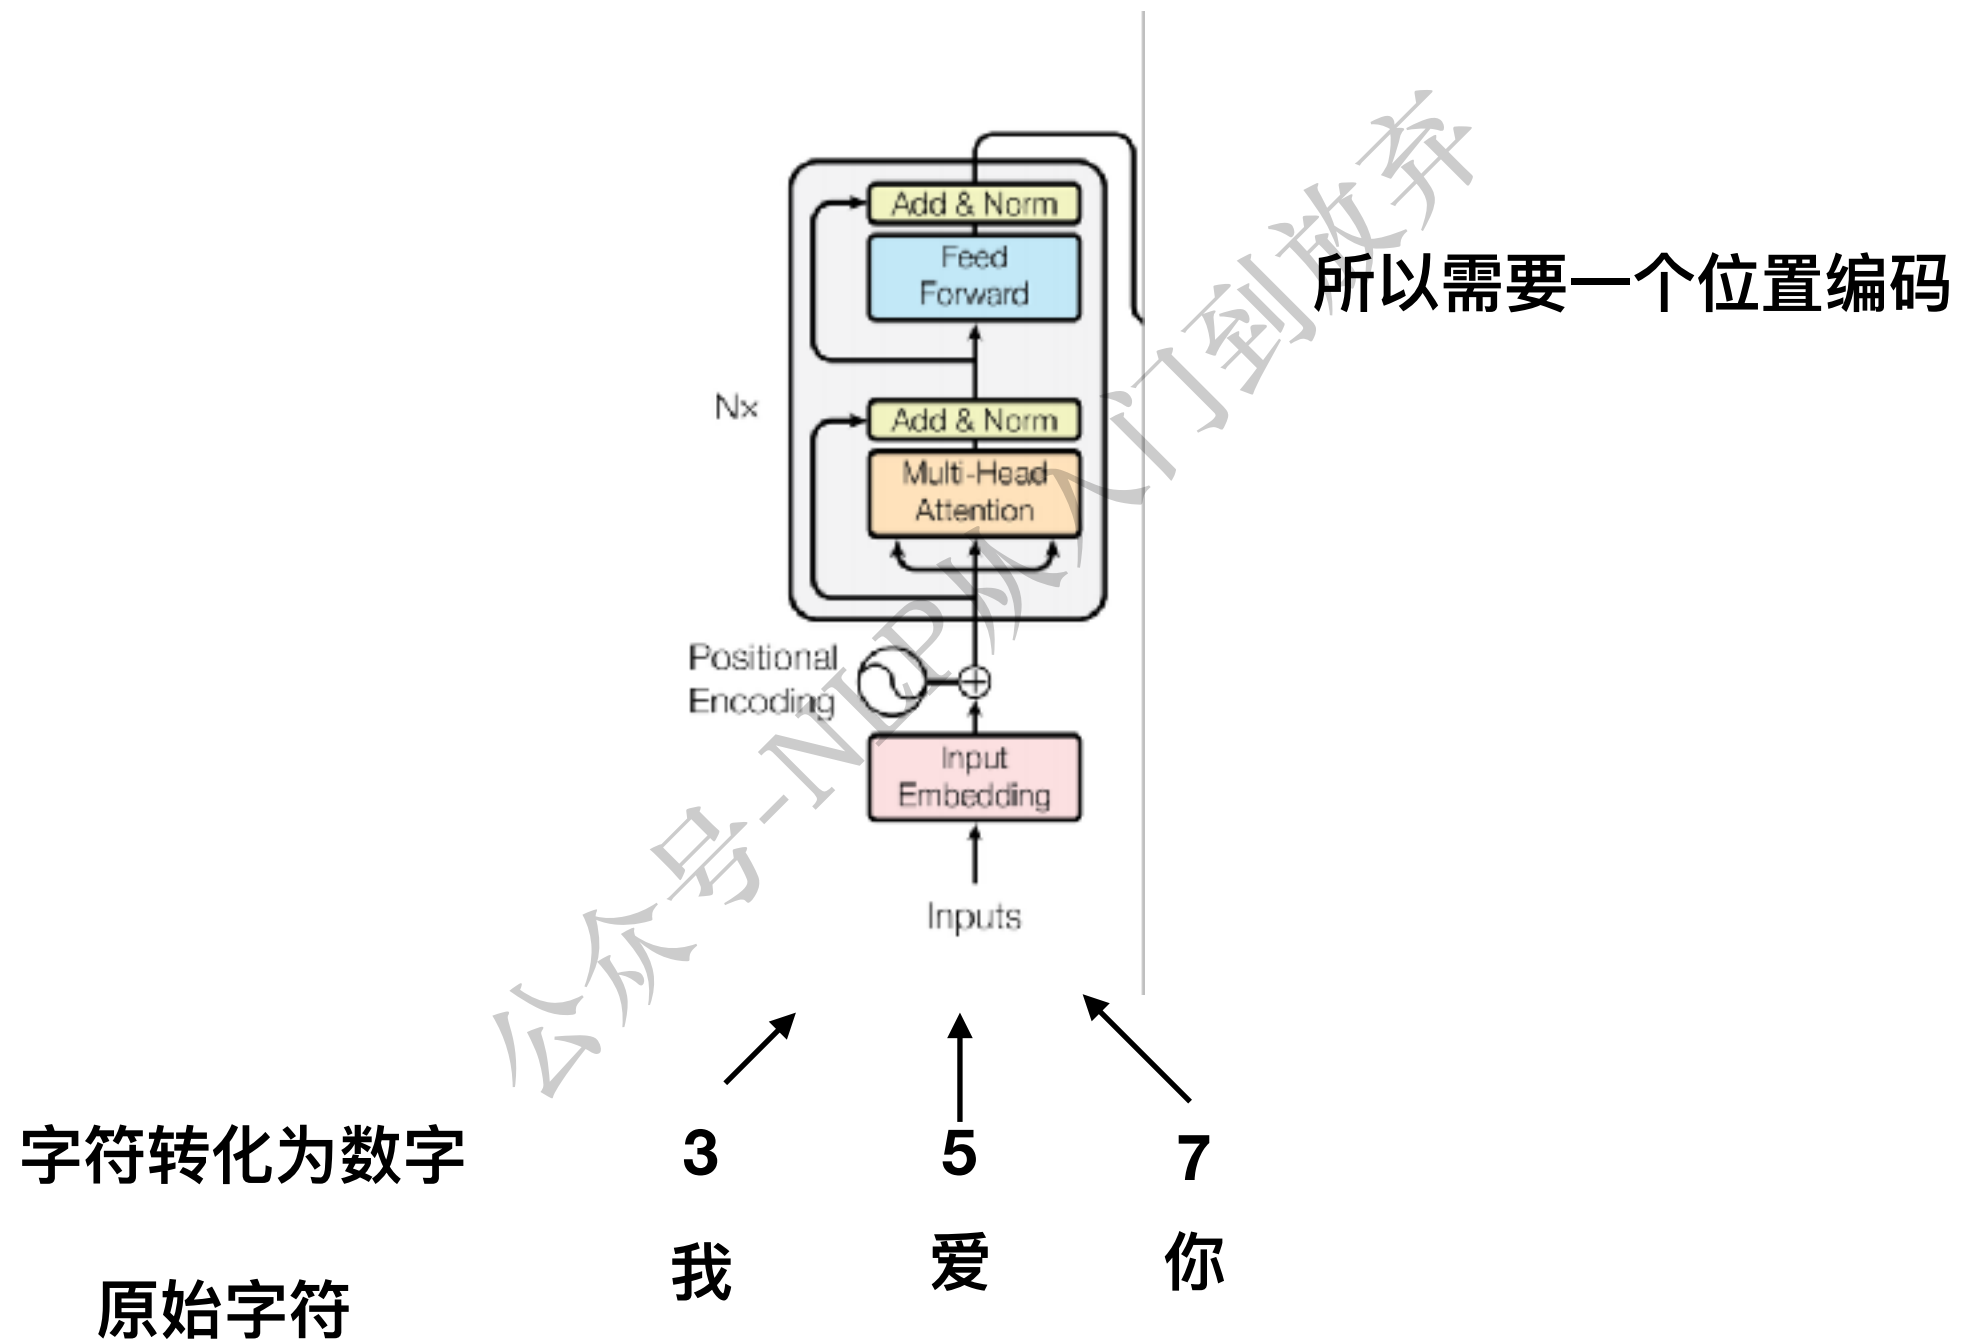 Add & Norm
Feed
Forward
所以需要一个位置编码
Nx
Add & Norm
Multi-Head
Attention
Positional
Encoding
Input
Embedding
Inputs
公众号-NLP从入门到放弃
字符转化为数字 3 5 7
原始字符 我 爱 你